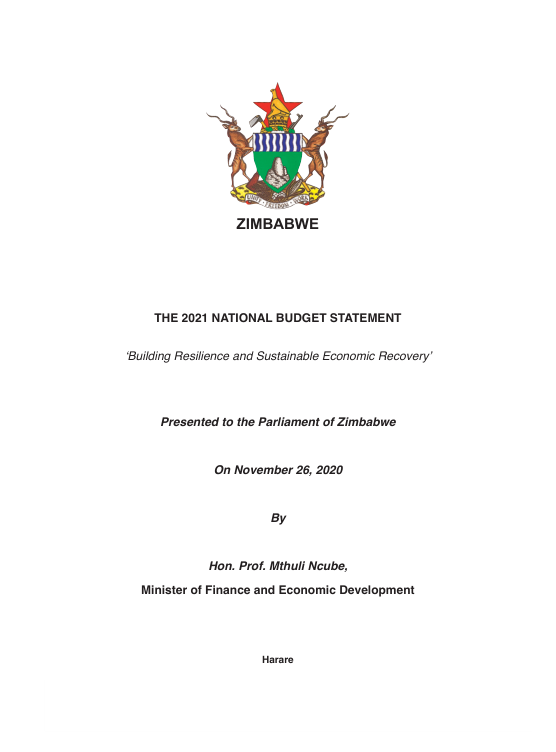 UNITY FREEDOM WORK
ZIMBABWE
THE 2021 NATIONAL BUDGET STATEMENT
‘Building Resilience and Sustainable Economic Recovery’
Presented to the Parliament of Zimbabwe
On November 26, 2020
By
Hon. Prof. Mthuli Ncube,
Minister of Finance and Economic Development
Harare